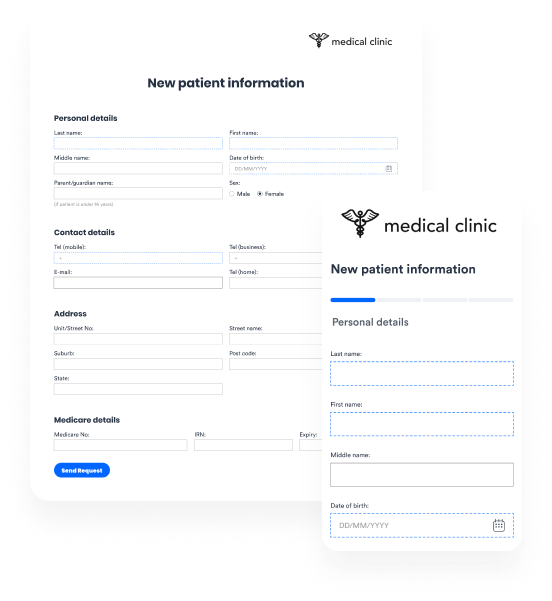 medical clinic
New patient information
Personal details
Last name: First name:
Middle name: Date of birth:
DD/MM/YYYY
Parent/guardian name: Sex:
Male Female
(if patient is under 14 years)
Contact details
Tel (mobile): Tel (business):
+ +
E-mail: Tel (home):
Address
Unit/Street No: Street name:
Suburb: Post code:
State:
Medicare details
Medicare No: IRN: Expiry:
Send Request
medical clinic
New patient information
Personal details
Last name:
First name:
Middle name:
Date of birth:
DD/MM/YYYY